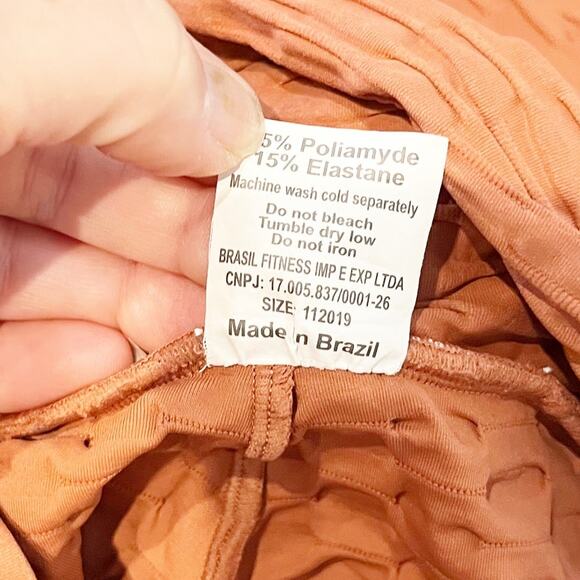 5% Poliamyde
15% Elastane
Machine wash cold separately
Do not bleach
Tumble dry low
Do not iron
BRASIL FITNESS IMP E EXP LTDA
CNPJ: 17.005.837/0001-26
SIZE: 112019
Made in Brazil